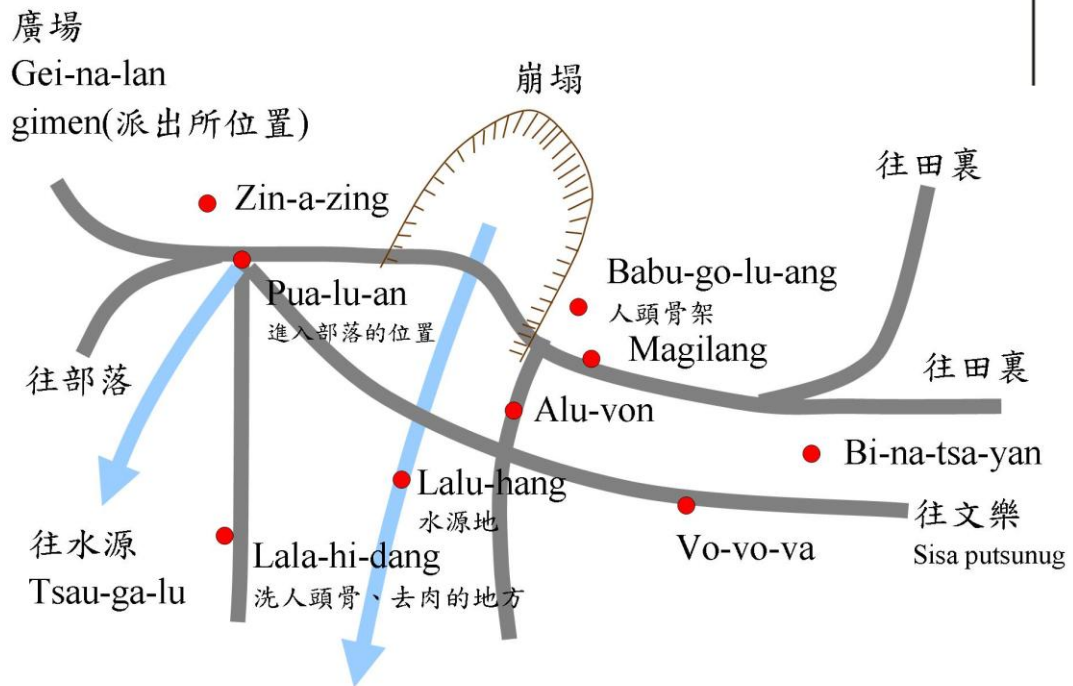 廣場
Gei-na-lan
gimen(派出所位置)
崩塌
往田裏
Zin-a-zing
Babu-go-lu-ang
人頭骨架
Pua-lu-an
進入部落的位置
Magilang
往田裏
往部落
Alu-von
Bi-na-tsa-yan
Lalu-hang
水源地
往文樂
Sisa putsunug
Vo-vo-va
往水源
Tsau-ga-lu
Lala-hi-dang
洗人頭骨、去肉的地方